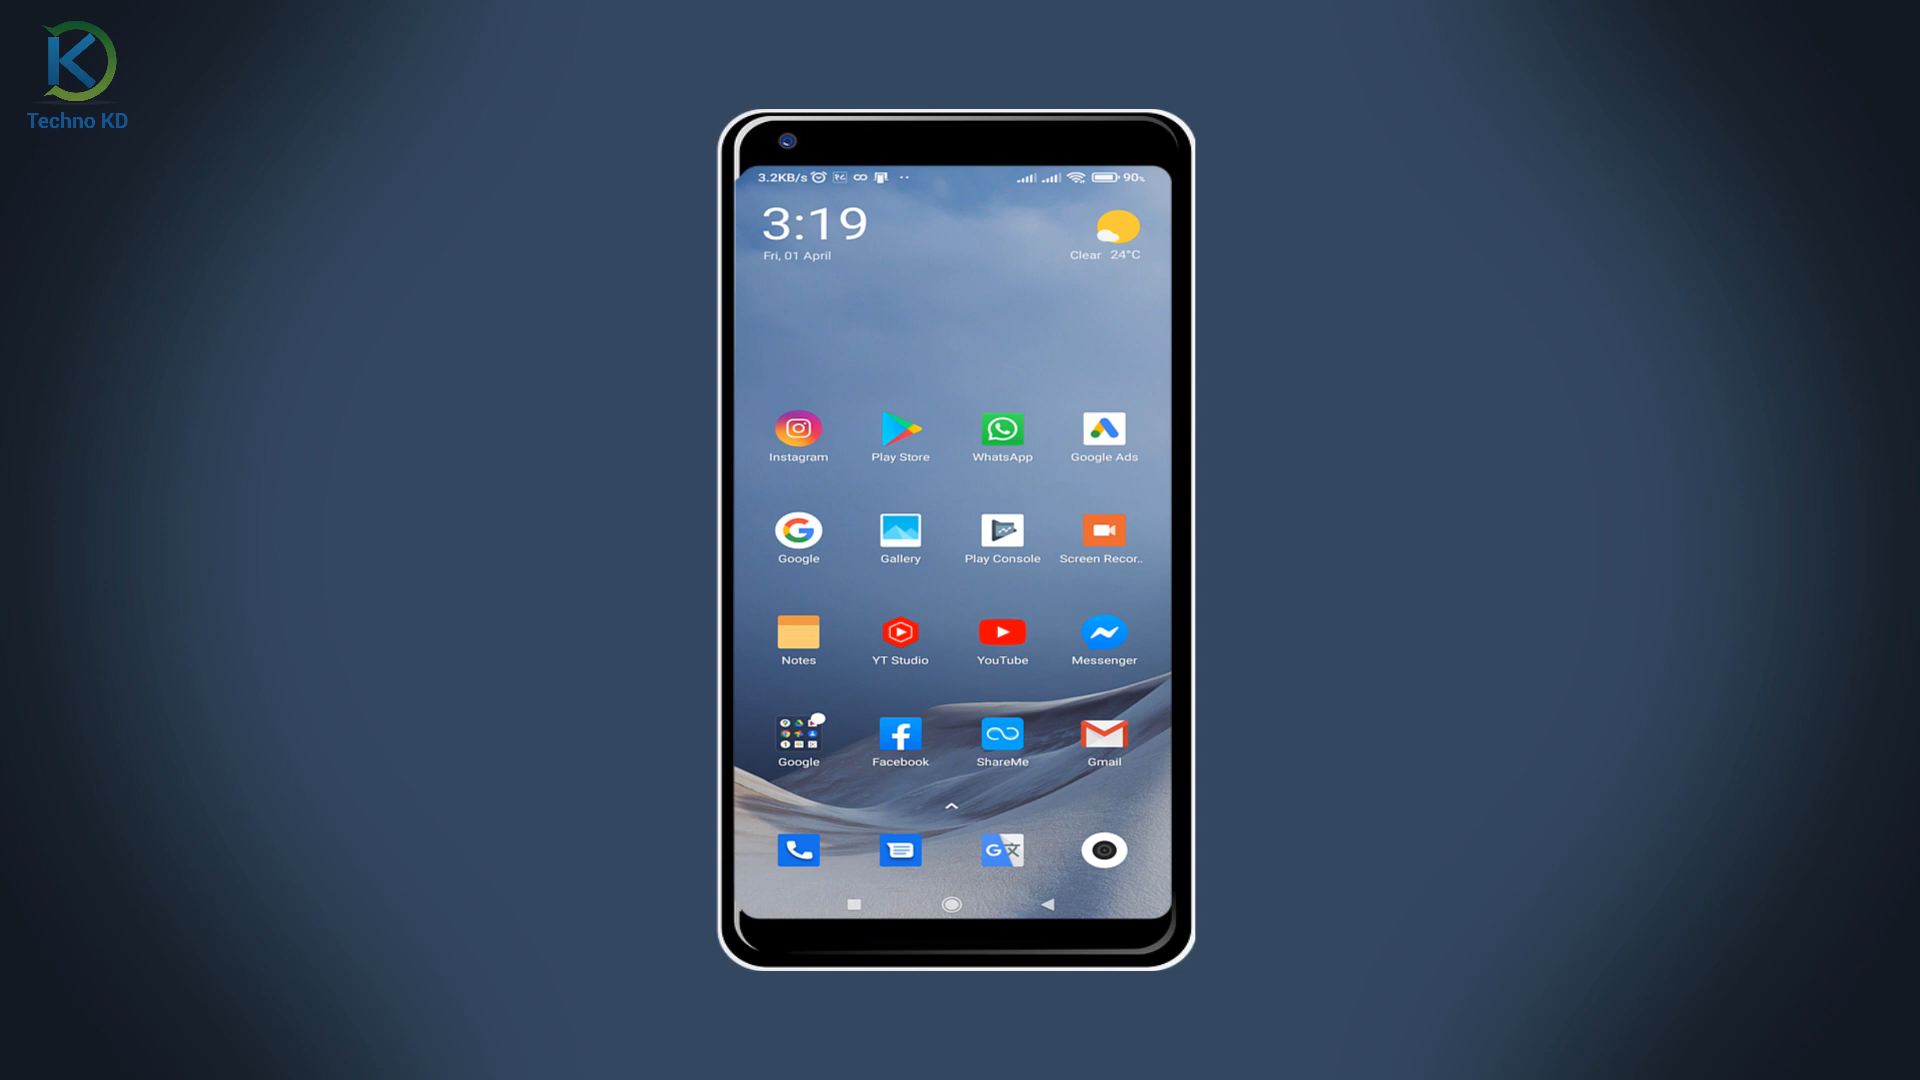 Techno KD
3.2KB/s 90%
3:19
Fri, 01 April
Clear 24°C
Instagram Play Store WhatsApp Google Ads
Google Gallery Play Console Screen Recor..
Notes YT Studio YouTube Messenger
Google Facebook ShareMe Gmail